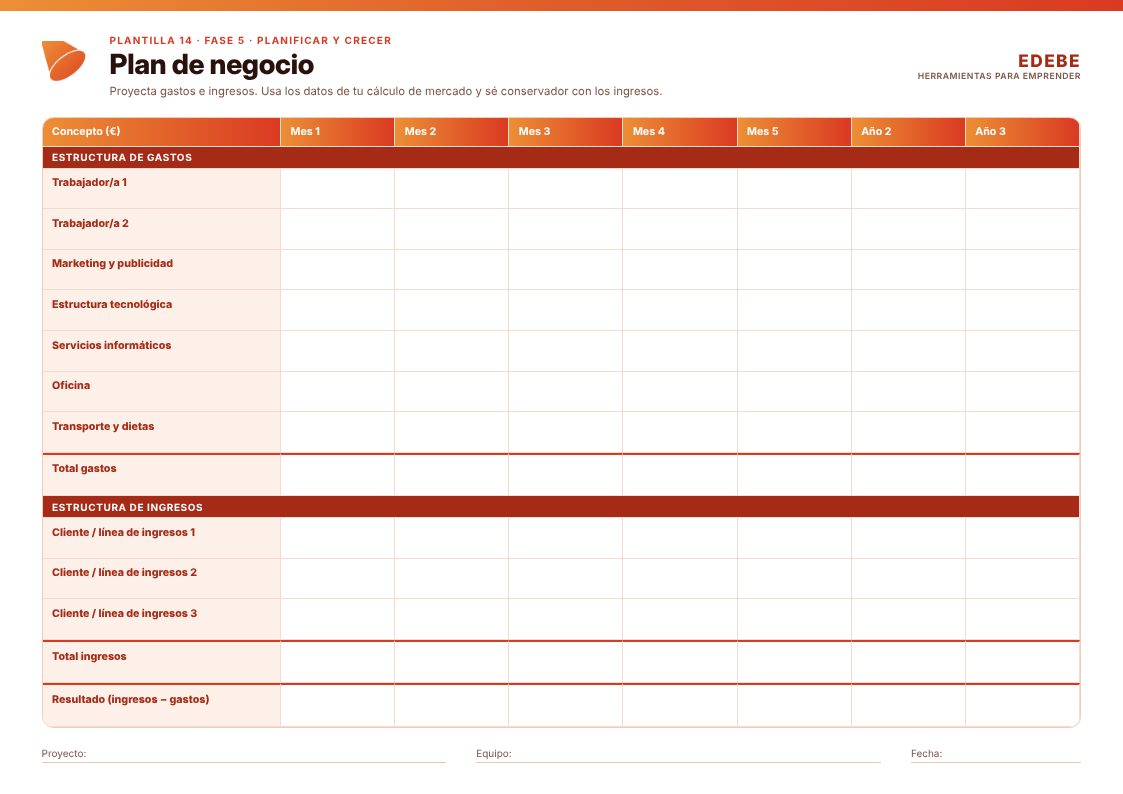 PLANTILLA 14 · FASE 5 · PLANIFICAR Y CRECER
Plan de negocio
Proyecta gastos e ingresos. Usa los datos de tu cálculo de mercado y sé conservador con los ingresos.
EDEBE
HERRAMIENTAS PARA EMPRENDER
Concepto (€) Mes 1 Mes 2 Mes 3 Mes 4 Mes 5 Año 2 Año 3
ESTRUCTURA DE GASTOS
Trabajador/a 1
Trabajador/a 2
Marketing y publicidad
Estructura tecnológica
Servicios informáticos
Oficina
Transporte y dietas
Total gastos
ESTRUCTURA DE INGRESOS
Cliente / línea de ingresos 1
Cliente / línea de ingresos 2
Cliente / línea de ingresos 3
Total ingresos
Resultado (ingresos – gastos)
Proyecto: Equipo: Fecha: